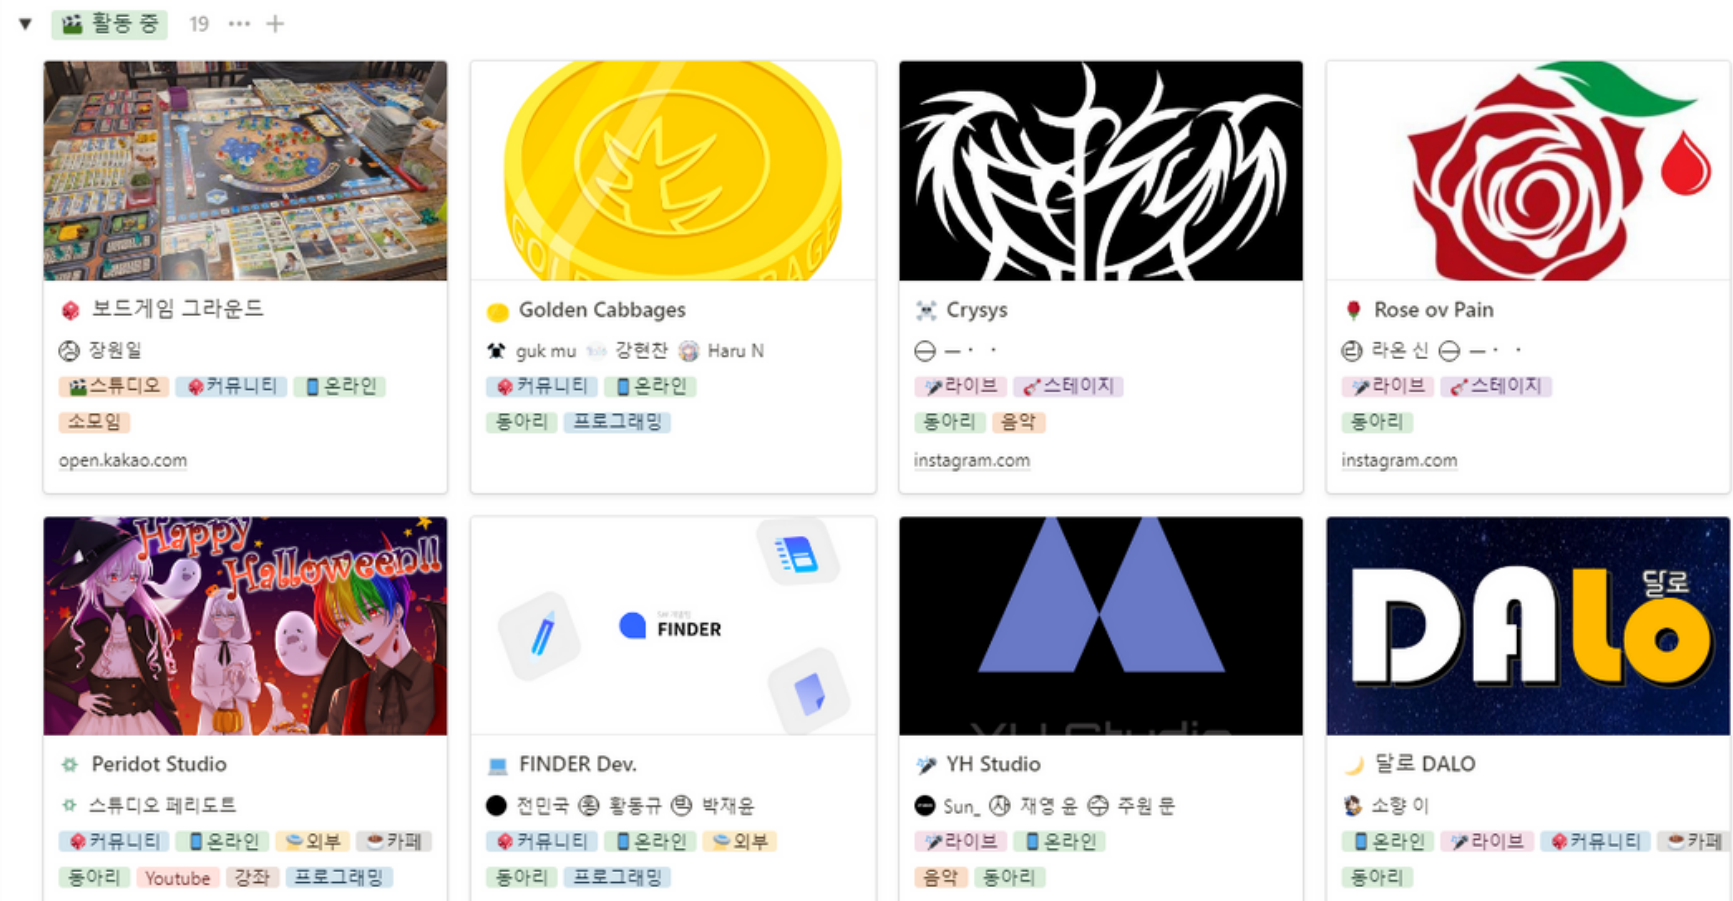 활동 중 19
GOLDEN CABBAGE
보드게임 그라운드
장원일
스튜디오 커뮤니티 온라인
소모임
open.kakao.com
Golden Cabbages
guk mu 강현찬 Haru N
커뮤니티 온라인
동아리 프로그래밍
Crysys
ㅡ · ·
라이브 스테이지
동아리 음악
instagram.com
Rose ov Pain
라온 신 ㅡ · ·
라이브 스테이지
동아리
instagram.com
Happy
Halloween!!
Peridot Studio
스튜디오 페리도트
커뮤니티 온라인 외부 카페
동아리 Youtube 강좌 프로그래밍
FINDER
FINDER Dev.
전민국 황동규 박재윤
커뮤니티 온라인 외부
동아리 프로그래밍
YH Studio
YH Studio
Sun_ 재영 윤 주원 문
라이브 온라인
음악 동아리
달로
DALO
달로 DALO
소향 이
온라인 라이브 커뮤니티 카페
동아리